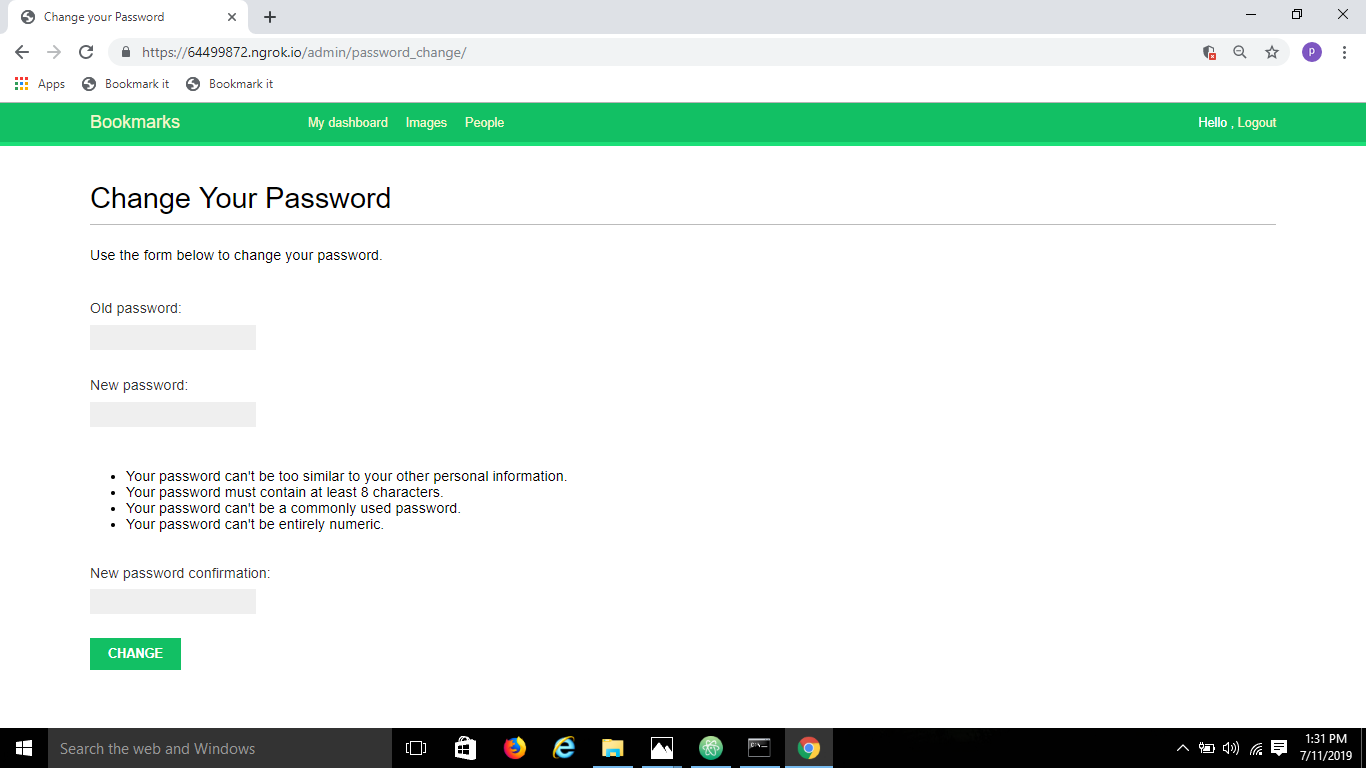 Change your Password
https://64499872.ngrok.io/admin/password_change/
p
Apps
Bookmark it
Bookmark it
Bookmarks
My dashboard
Images
People
Hello , Logout
Change Your Password
Use the form below to change your password.
Old password:
New password:
Your password can't be too similar to your other personal information.
Your password must contain at least 8 characters.
Your password can't be a commonly used password.
Your password can't be entirely numeric.
New password confirmation:
CHANGE
Search the web and Windows
1:31 PM
7/11/2019